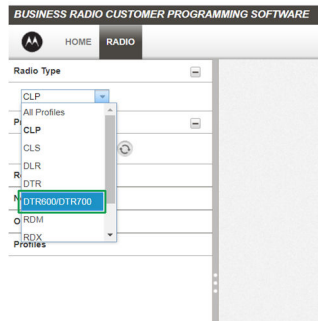 BUSINESS RADIO CUSTOMER PROGRAMMING SOFTWARE
HOME RADIO
Radio Type
CLP
All Profiles
CLP
CLS
DLR
DTR
DTR600/DTR700
RDM
RDX
Profiles